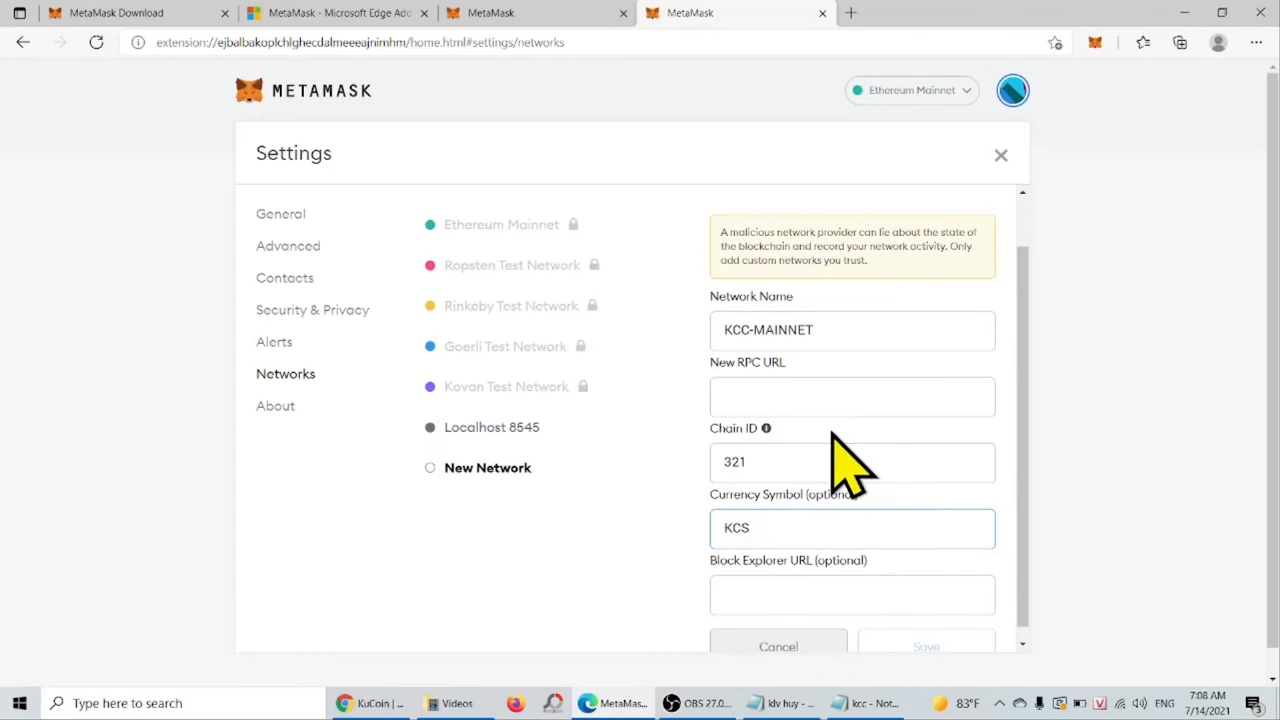 MetaMask Download
MetaMask - Microsoft Edge Add
MetaMask
MetaMask
extension://ejbalbakoplchlghecdalmeeeajnimhm/home.html#settings/networks
METAMASK
Ethereum Mainnet
Settings
General
Advanced
Contacts
Security & Privacy
Alerts
Networks
About
Ethereum Mainnet
Ropsten Test Network
Rinkeby Test Network
Goerli Test Network
Kovan Test Network
Localhost 8545
New Network
A malicious network provider can lie about the state of
the blockchain and record your network activity. Only
add custom networks you trust.
Network Name
KCC-MAINNET
New RPC URL
Chain ID
321
Currency Symbol (optional)
KCS
Block Explorer URL (optional)
Cancel
Save
Type here to search
KuCoin | ...
Videos
MetaMas...
OBS 27.0...
klv huy - ...
kcc - Not...
83°F
7:08 AM
7/14/2021
3